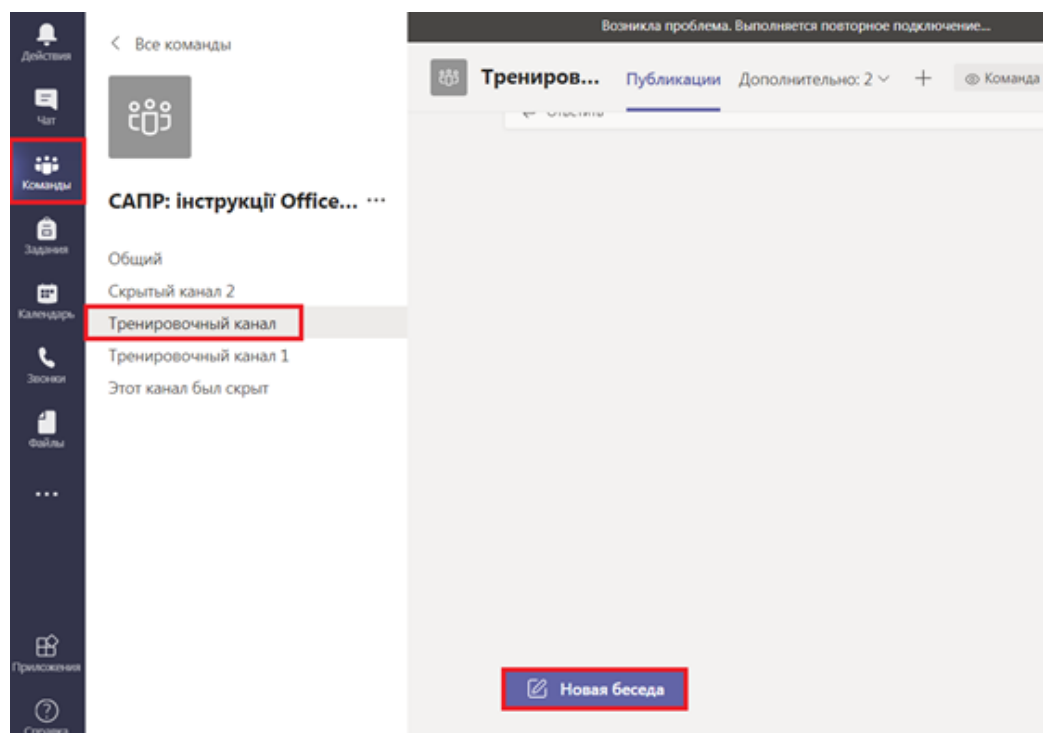 Действия
Чат
Команды
Задания
Календарь
Звонки
Файлы
Приложения
Справка
Все команды
САПР: інструкції Office... ...
Общий
Скрытый канал 2
Тренировочный канал
Тренировочный канал 1
Этот канал был скрыт
Возникла проблема. Выполняется повторное подключение...
Трениров... Публикации Дополнительно: 2 Команда
Ответить
Новая беседа